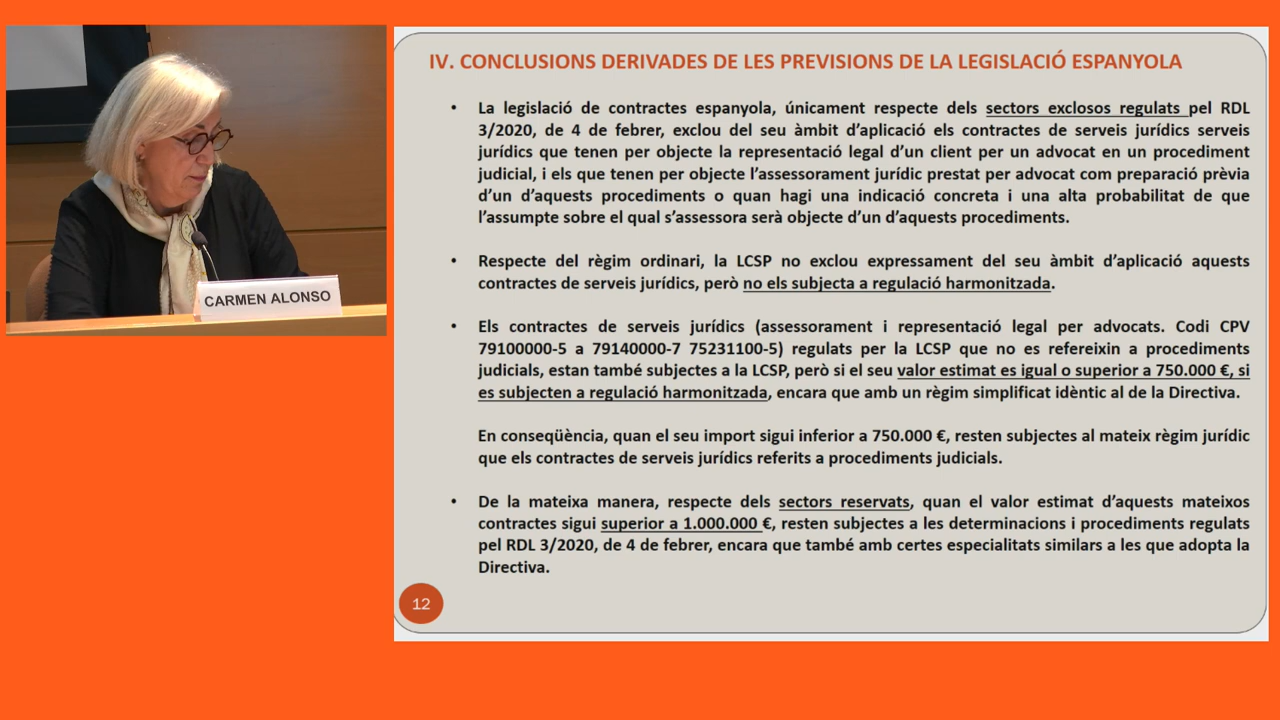 CARMEN ALONSO
IV. CONCLUSIONS DERIVADES DE LES PREVISIONS DE LA LEGISLACIÓ ESPANYOLA
• La legislació de contractes espanyola, únicament respecte dels sectors exclosos regulats pel RDL
3/2020, de 4 de febrer, exclou del seu àmbit d’aplicació els contractes de serveis jurídics serveis
jurídics que tenen per objecte la representació legal d’un client per un advocat en un procediment
judicial, i els que tenen per objecte l’assessorament jurídic prestat per advocat com preparació prèvia
d’un d’aquests procediments o quan hagi una indicació concreta i una alta probabilitat de que
l’assumpte sobre el qual s’assessora serà objecte d’un d’aquests procediments.
• Respecte del règim ordinari, la LCSP no exclou expressament del seu àmbit d’aplicació aquests
contractes de serveis jurídics, però no els subjecta a regulació harmonitzada.
• Els contractes de serveis jurídics (assessorament i representació legal per advocats. Codi CPV
79100000-5 a 79140000-7 75231100-5) regulats per la LCSP que no es refereixin a procediments
judicials, estan també subjectes a la LCSP, però si el seu valor estimat es igual o superior a 750.000 €, si
es subjecten a regulació harmonitzada, encara que amb un règim simplificat idèntic al de la Directiva.
En conseqüència, quan el seu import sigui inferior a 750.000 €, resten subjectes al mateix règim jurídic
que els contractes de serveis jurídics referits a procediments judicials.
• De la mateixa manera, respecte dels sectors reservats, quan el valor estimat d’aquests mateixos
contractes sigui superior a 1.000.000 €, resten subjectes a les determinacions i procediments regulats
pel RDL 3/2020, de 4 de febrer, encara que també amb certes especialitats similars a les que adopta la
Directiva.
12